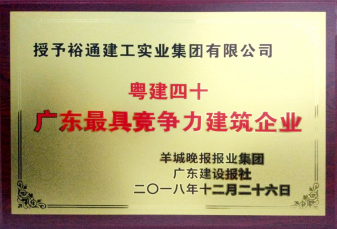 授予裕通建工实业集团有限公司
粤建四十
广东最具竞争力建筑企业
羊城晚报报业集团
广东建设报社
二〇一八年十二月二十六日